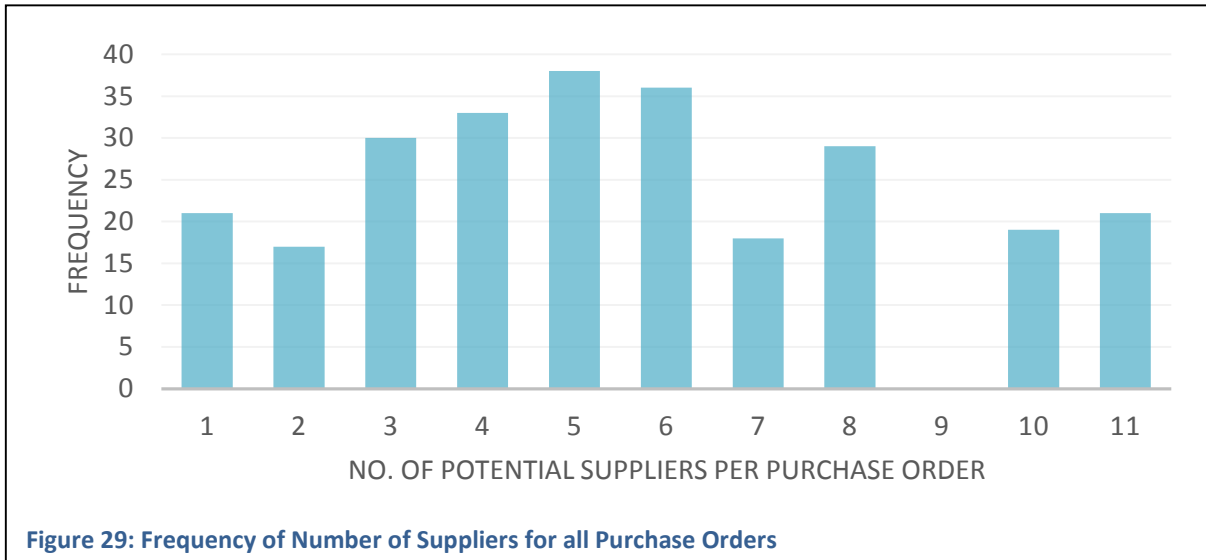 40
35
30
25
20
15
10
5
0
FREQUENCY
1 2 3 4 5 6 7 8 9 10 11
NO. OF POTENTIAL SUPPLIERS PER PURCHASE ORDER
Figure 29: Frequency of Number of Suppliers for all Purchase Orders